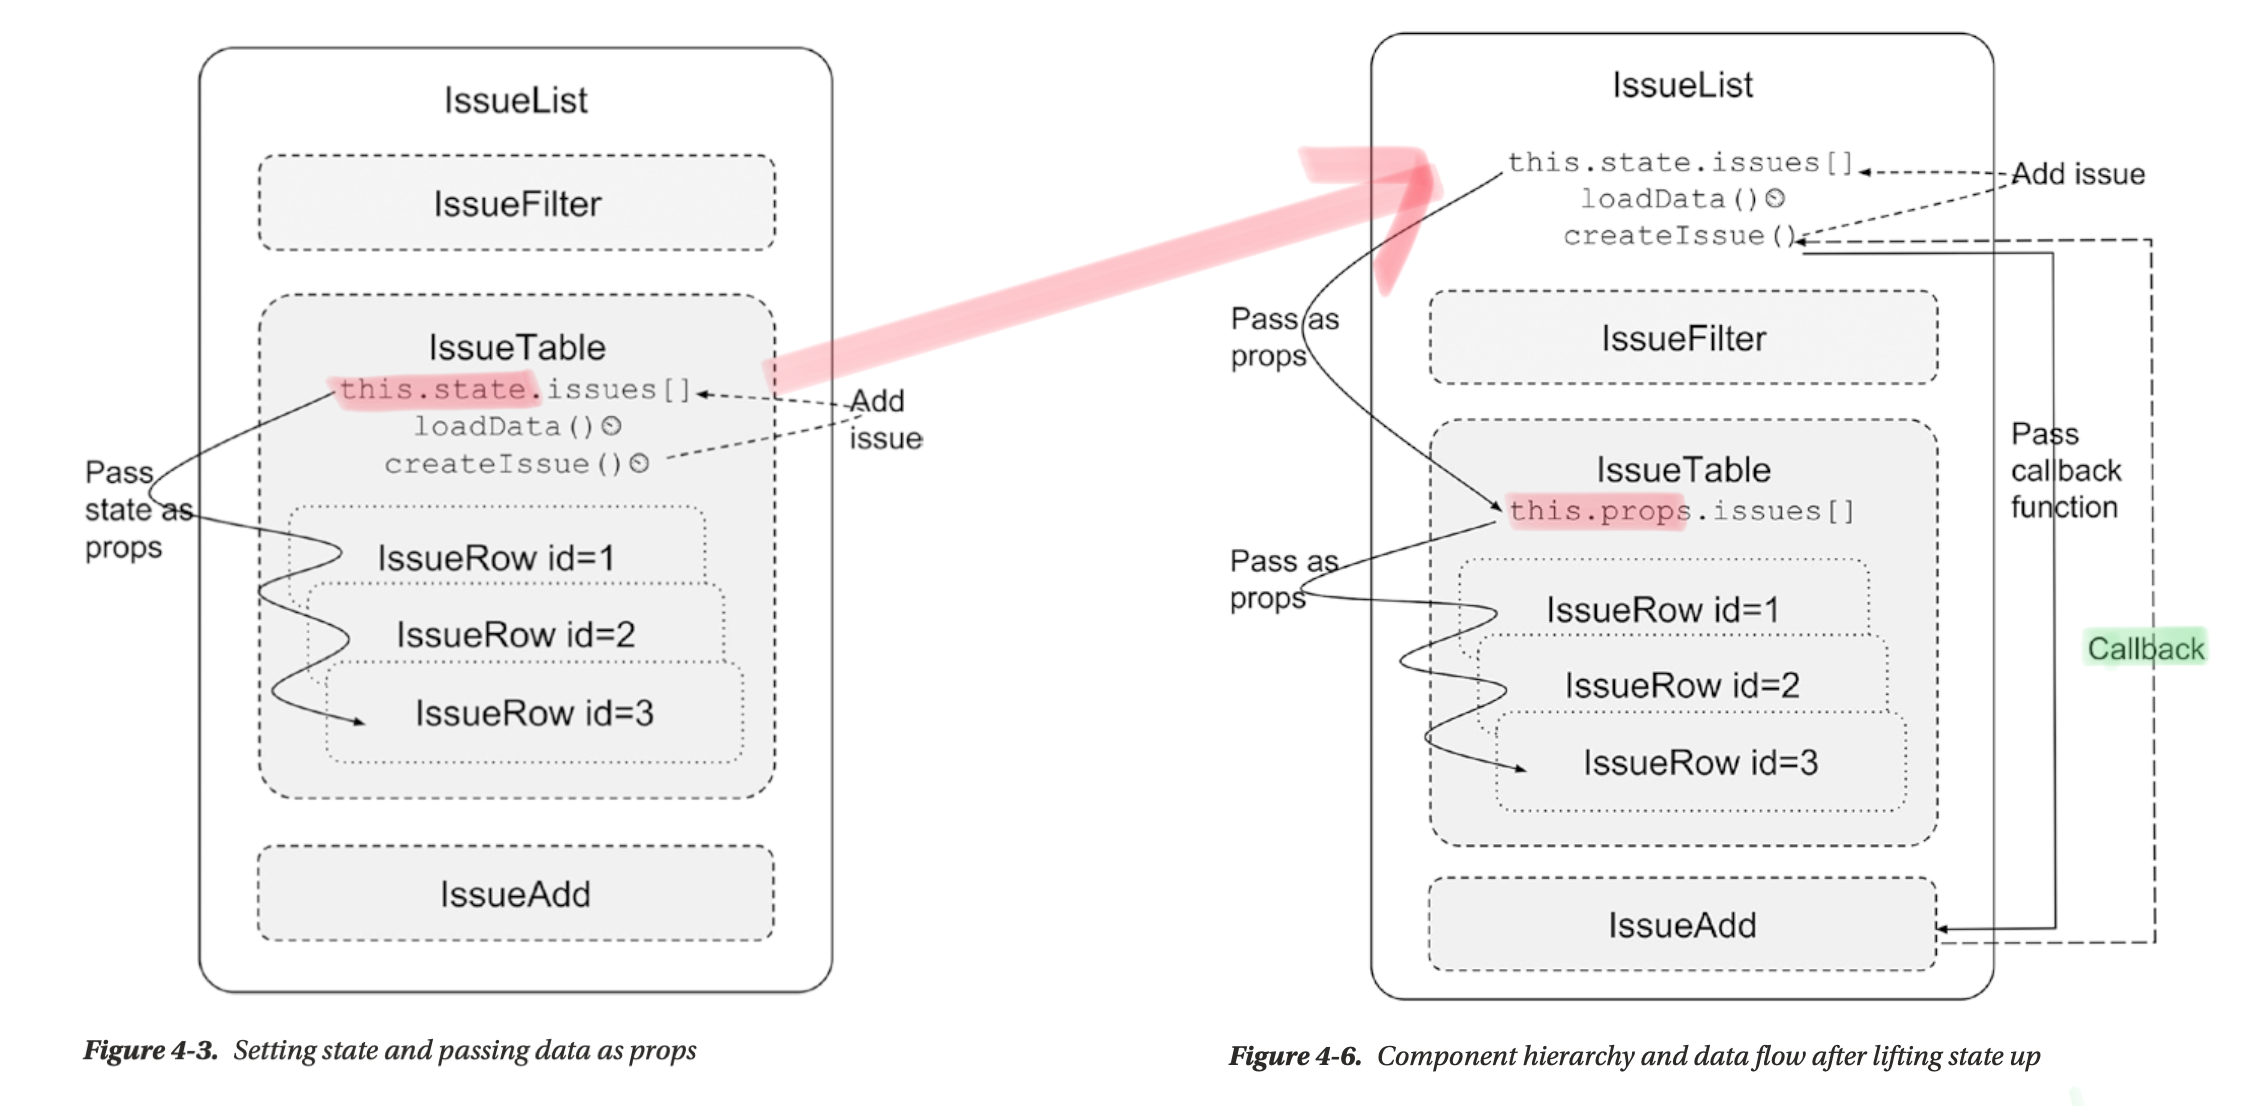 IssueList
IssueFilter
IssueTable
this.state.issues[]
loadData()
createIssue()
Add
issue
Pass
state as
props
IssueRow id=1
IssueRow id=2
IssueRow id=3
IssueAdd
Figure 4-3. Setting state and passing data as props
IssueList
this.state.issues[]
loadData()
createIssue()
Add issue
Pass as
props
IssueFilter
IssueTable
this.props.issues[]
Pass
callback
function
Pass as
props
IssueRow id=1
IssueRow id=2
IssueRow id=3
Callback
IssueAdd
Figure 4-6. Component hierarchy and data flow after lifting state up